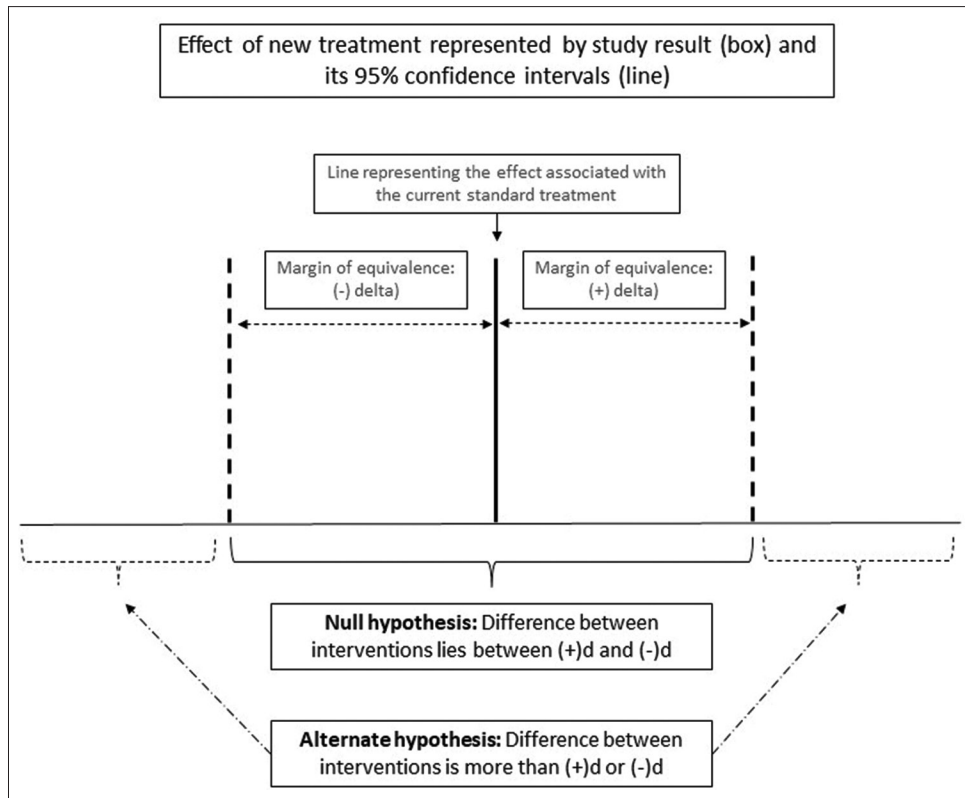 Effect of new treatment represented by study result (box) and
its 95% confidence intervals (line)
Line representing the effect associated with
the current standard treatment
Margin of equivalence:
(-) delta)
Margin of equivalence:
(+) delta)
Null hypothesis: Difference between
interventions lies between (+)d and (-)d
Alternate hypothesis: Difference between
interventions is more than (+)d or (-)d